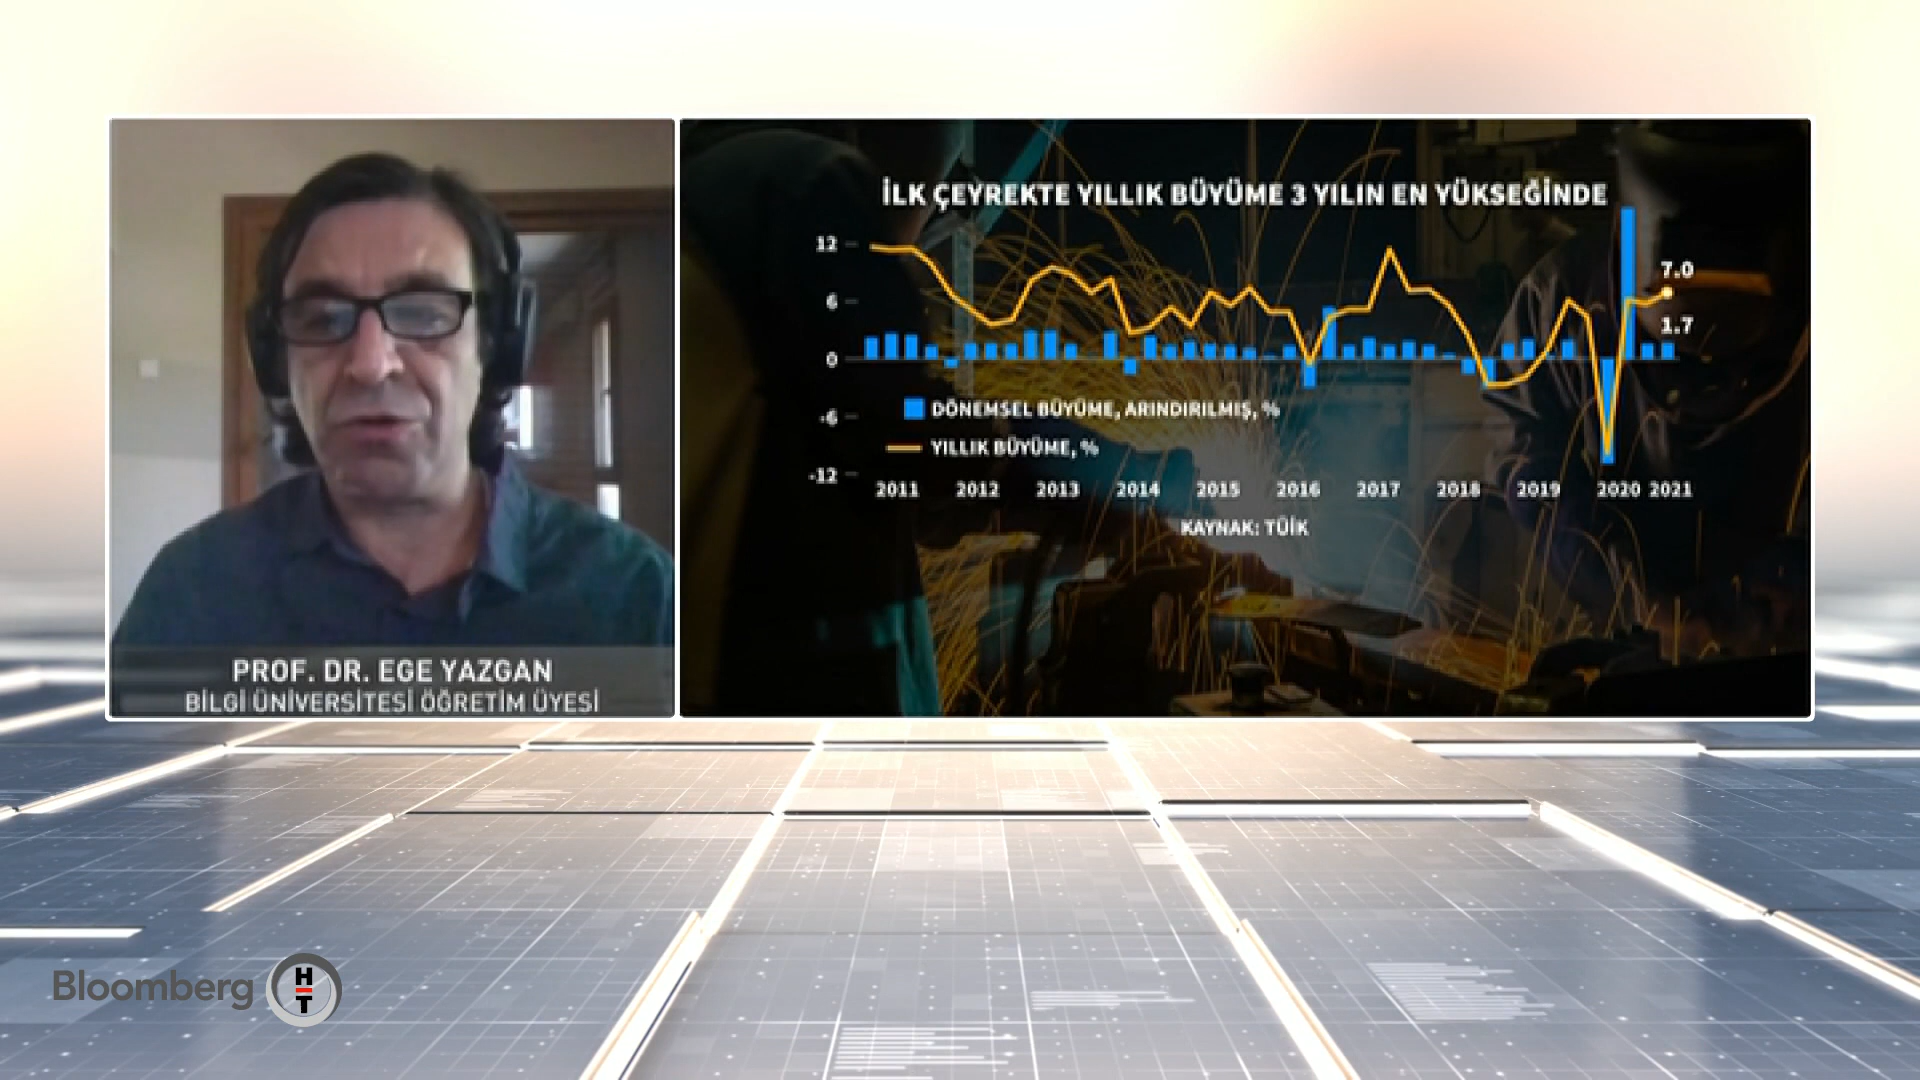 İLK ÇEYREKTE YILLIK BÜYÜME 3 YILIN EN YÜKSEĞİNDE
12
6
0
-6
-12
7.0
1.7
DÖNEMSEL BÜYÜME, ARINDIRILMIŞ, %
YILLIK BÜYÜME, %
2011 2012 2013 2014 2015 2016 2017 2018 2019 2020 2021
KAYNAK: TÜİK
PROF. DR. EGE YAZGAN
BİLGİ ÜNİVERSİTESİ ÖĞRETİM ÜYESİ
Bloomberg HT